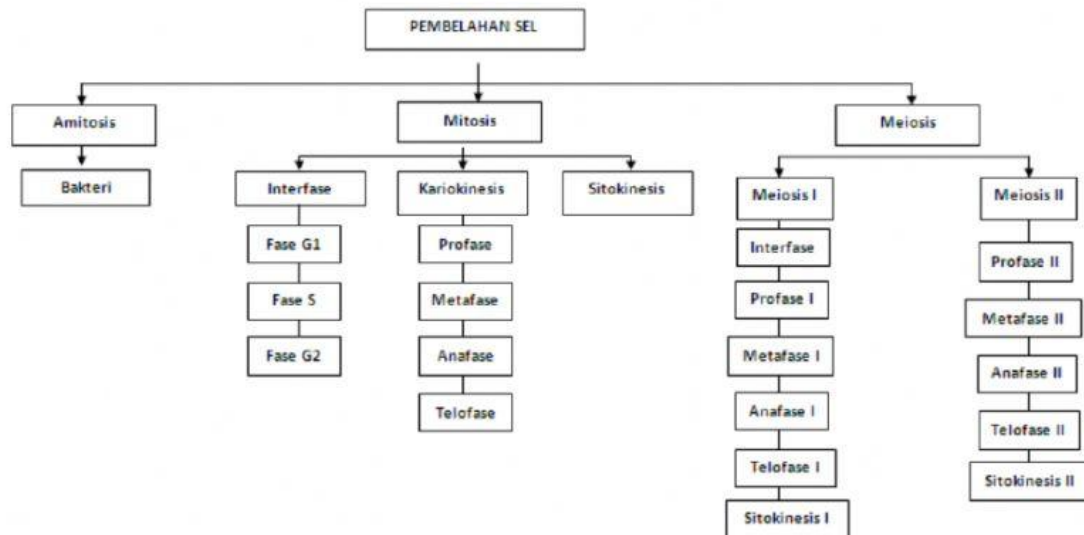 PEMBELAHAN SEL
Amitosis
Mitosis
Meiosis
Bakteri
Interfase
Kariokinesis
Sitokinesis
Meiosis I
Meiosis II
Fase G1
Profase
Interfase
Profase II
Fase S
Metafase
Profase I
Metafase II
Fase G2
Anafase
Metafase I
Anafase II
Telofase
Anafase I
Telofase II
Telofase I
Sitokinesis II
Sitokinesis I